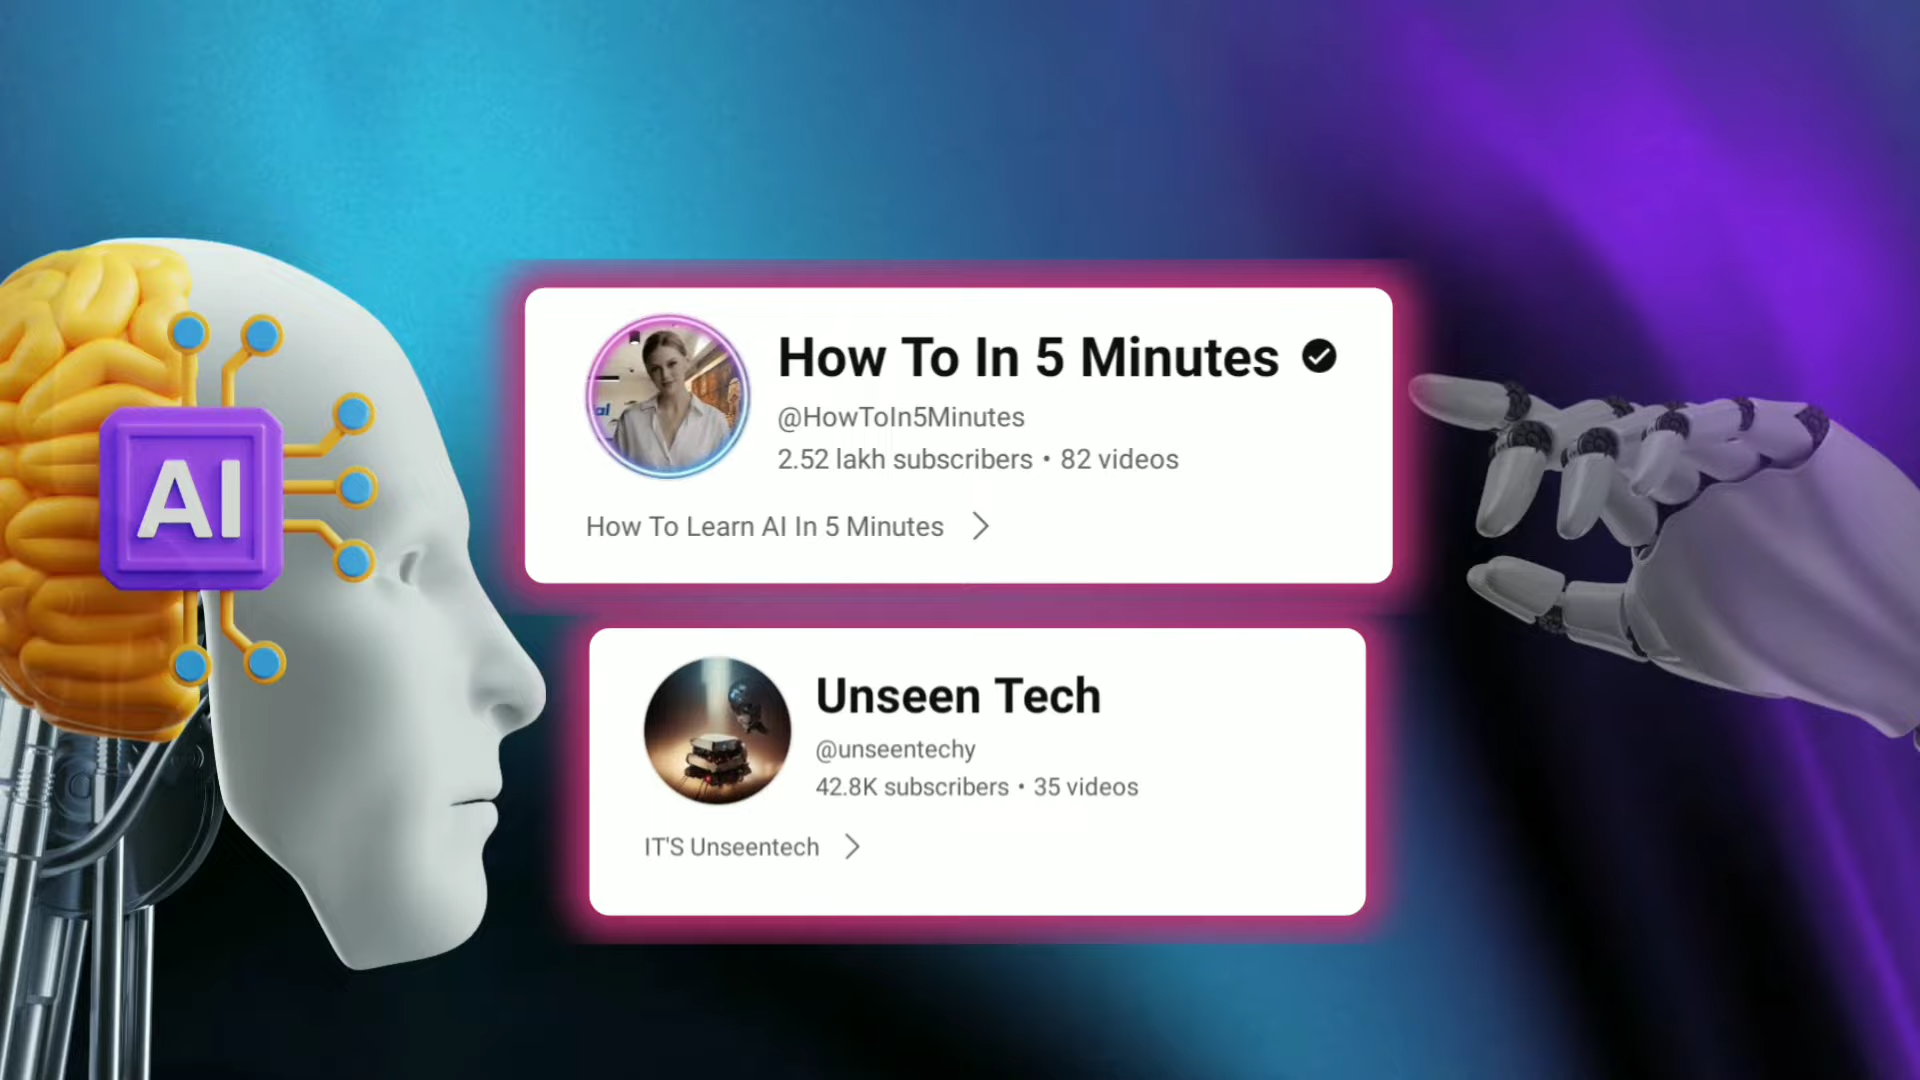 AI
How To In 5 Minutes
@HowToIn5Minutes
2.52 lakh subscribers • 82 videos
How To Learn AI In 5 Minutes
Unseen Tech
@unseentechy
42.8K subscribers • 35 videos
IT'S Unseentech